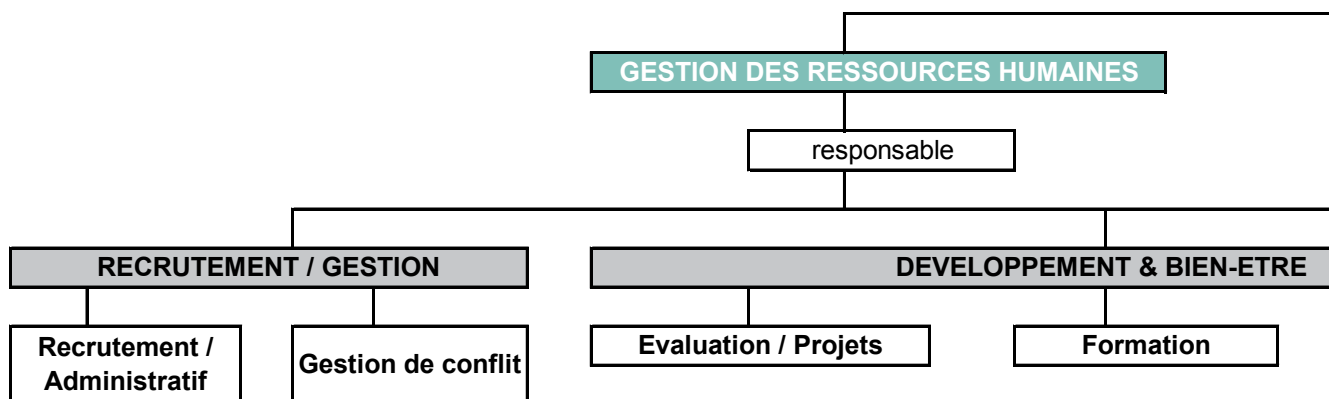 GESTION DES RESSOURCES HUMAINES
responsable
RECRUTEMENT / GESTION
DEVELOPPEMENT & BIEN-ETRE
Recrutement /
Administratif
Gestion de conflit
Evaluation / Projets
Formation